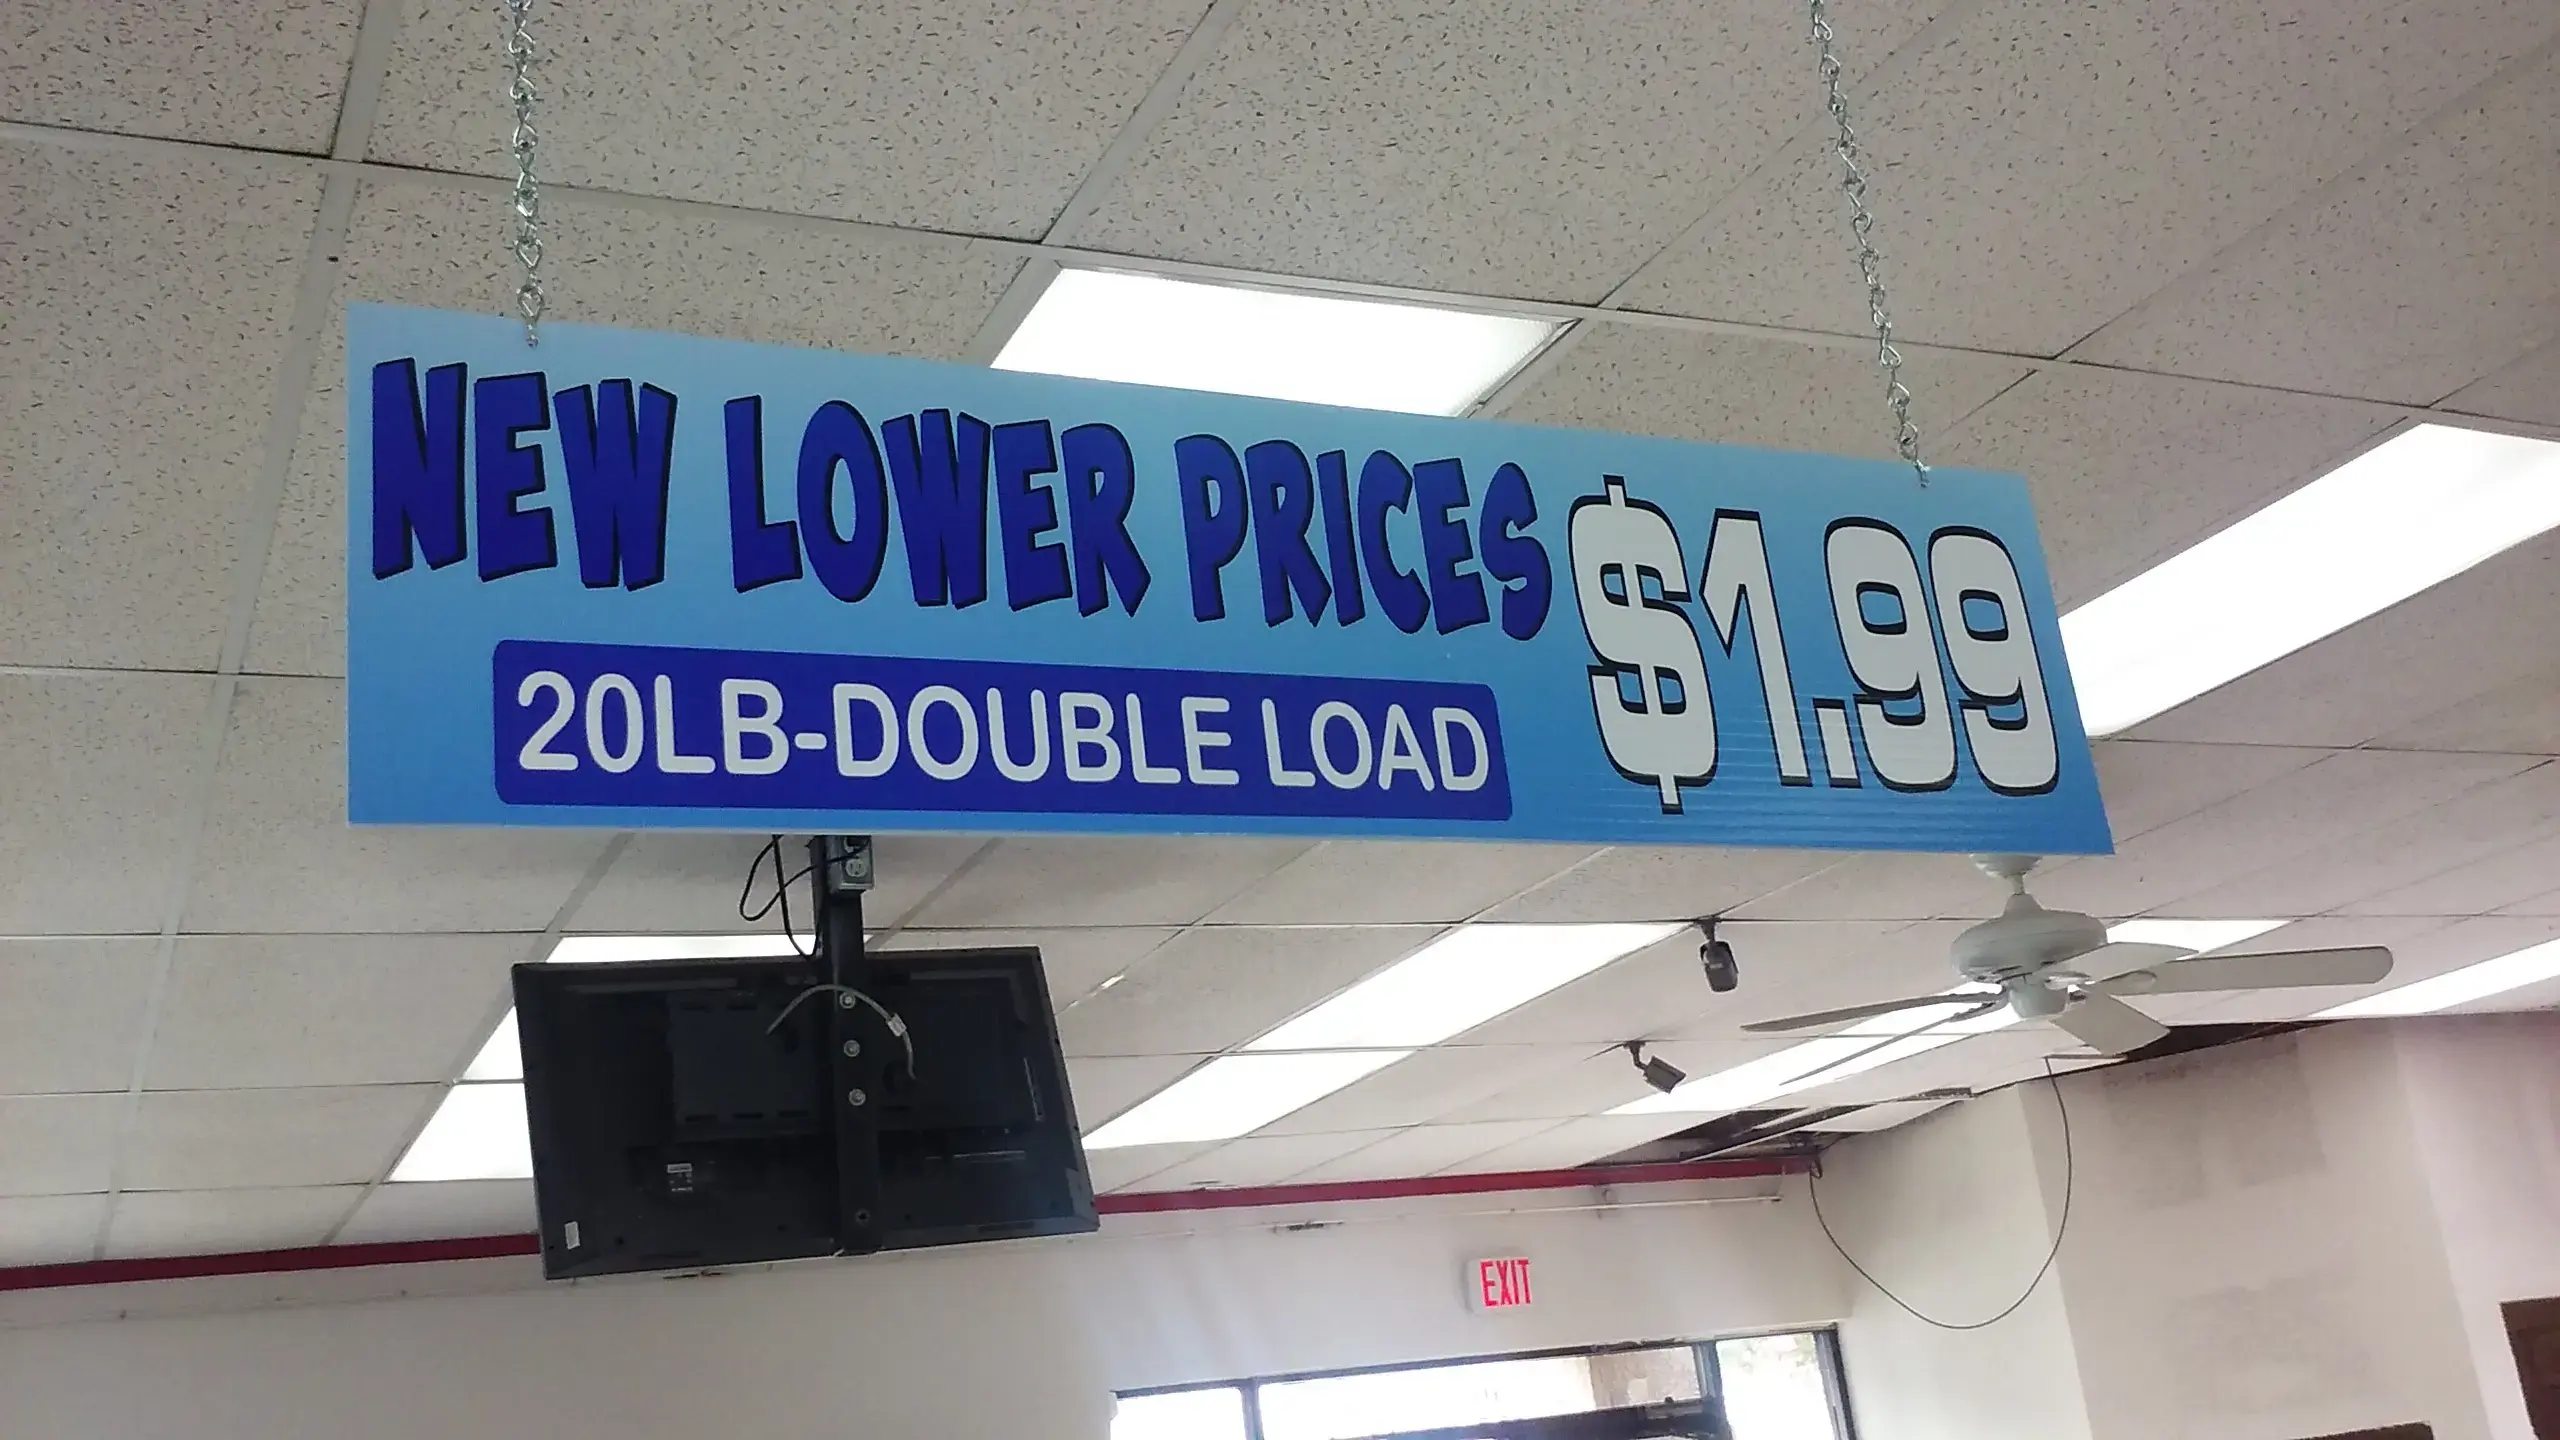 NEW LOWER PRICES $1.99
20LB-DOUBLE LOAD
EXIT